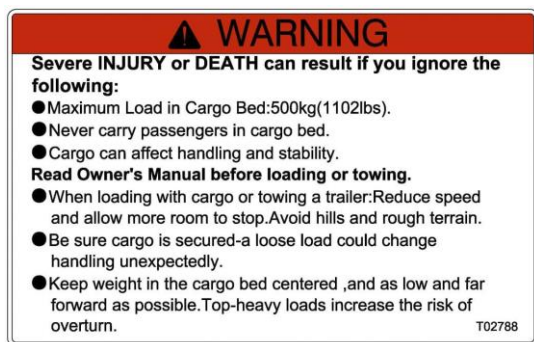 WARNING
Severe INJURY or DEATH can result if you ignore the
following:
●Maximum Load in Cargo Bed:500kg(1102lbs).
●Never carry passengers in cargo bed.
●Cargo can affect handling and stability.
Read Owner's Manual before loading or towing.
●When loading with cargo or towing a trailer:Reduce speed
and allow more room to stop.Avoid hills and rough terrain.
●Be sure cargo is secured-a loose load could change
handling unexpectedly.
●Keep weight in the cargo bed centered ,and as low and far
forward as possible.Top-heavy loads increase the risk of
overturn.
T02788